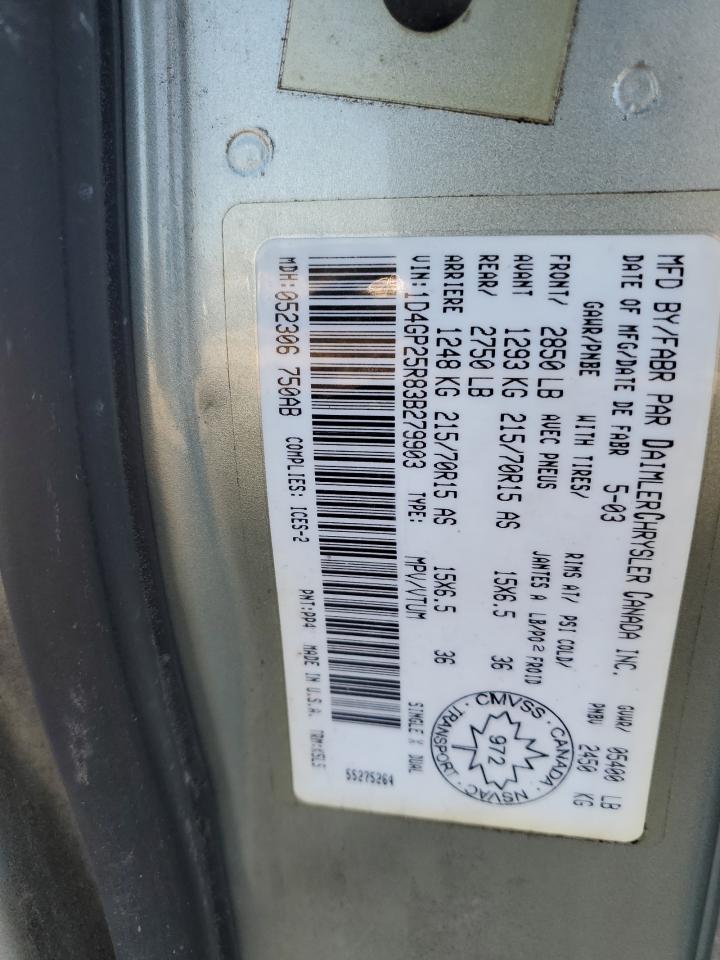 MFD BY/FABR PAR DAIMLERCHRYSLER CANADA INC.
DATE OF MFG/DATE DE FABR 5-03
GVWR/ 05400 LB
PNBV 2450 KG
GAWR/PNBE WITH TIRES/ RIMS AT/ PSI COLD/
AVEC PNEUS JANTES A LB/PO² FROID
FRONT/ 2850 LB
AVANT 1293 KG 215/70R15 AS 15X6.5 36
REAR/ 2750 LB
ARRIERE 1248 KG 215/70R15 AS 15X6.5 36
VIN: 1D4GP25R83B279903 TYPE: MPV/VTUM SINGLE X DUAL
MDH: 052306 750AB COMPLIES: ICES-2 PNT: PP4 MADE IN U.S.A.
55275264
CMVSS · CANADA · NSVAC · TRANSPORT ·
972